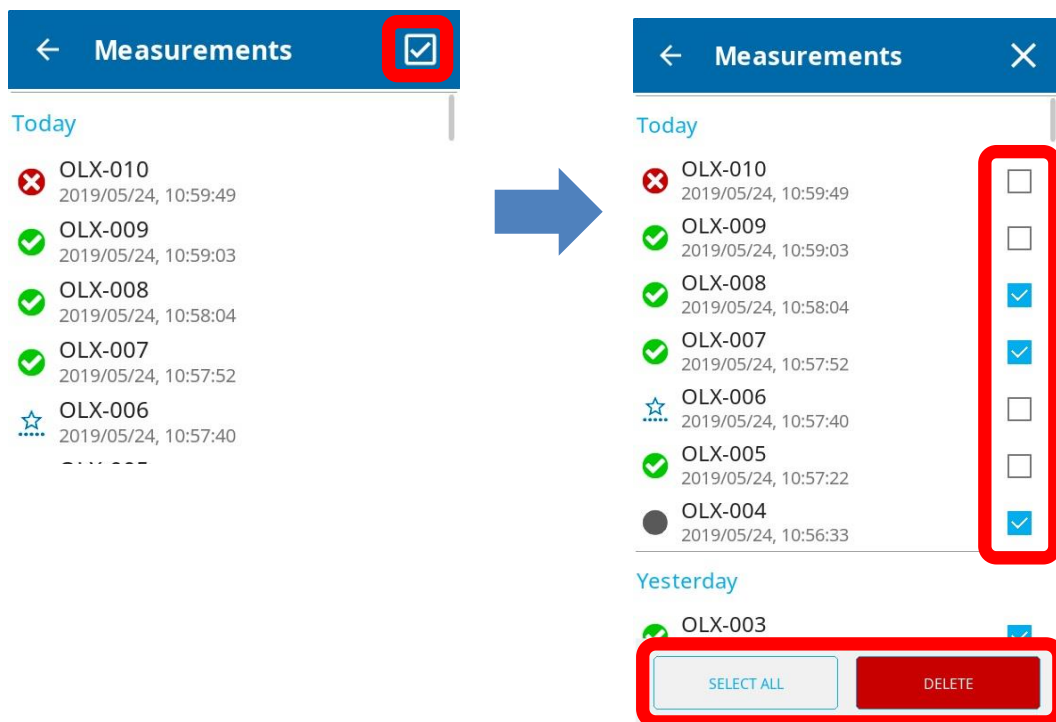 Measurements
Today
OLX-010
2019/05/24, 10:59:49
OLX-009
2019/05/24, 10:59:03
OLX-008
2019/05/24, 10:58:04
OLX-007
2019/05/24, 10:57:52
OLX-006
2019/05/24, 10:57:40
Measurements
Today
OLX-010
2019/05/24, 10:59:49
OLX-009
2019/05/24, 10:59:03
OLX-008
2019/05/24, 10:58:04
OLX-007
2019/05/24, 10:57:52
OLX-006
2019/05/24, 10:57:40
OLX-005
2019/05/24, 10:57:22
OLX-004
2019/05/24, 10:56:33
Yesterday
OLX-003
SELECT ALL
DELETE